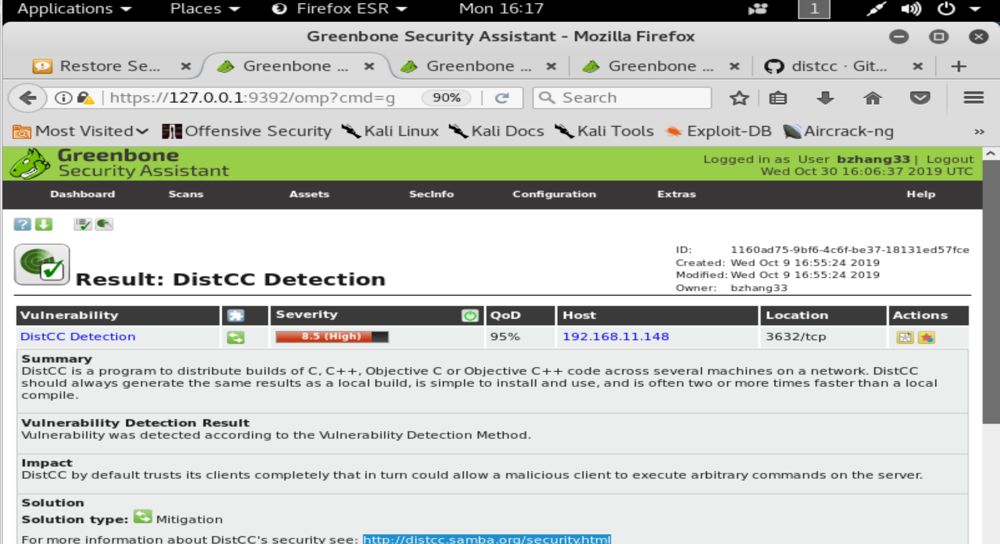 Applications Places Firefox ESR Mon 16:17 1
Greenbone Security Assistant - Mozilla Firefox
Restore Se... Greenbone ... Greenbone ... Greenbone ... distcc · Git...
https://127.0.0.1:9392/omp?cmd=g 90% Search
Most Visited Offensive Security Kali Linux Kali Docs Kali Tools Exploit-DB Aircrack-ng »
Greenbone
Security Assistant
Logged in as User bzhang33 | Logout
Wed Oct 30 16:06:37 2019 UTC
Dashboard Scans Assets SecInfo Configuration Extras Help
ID: 1160ad75-9bf6-4c6f-be37-18131ed57fce
Created: Wed Oct 9 16:55:24 2019
Modified: Wed Oct 9 16:55:24 2019
Owner: bzhang33
Result: DistCC Detection
Vulnerability Severity QoD Host Location Actions
DistCC Detection 8.5 (High) 95% 192.168.11.148 3632/tcp
Summary
DistCC is a program to distribute builds of C, C++, Objective C or Objective C++ code across several machines on a network. DistCC
should always generate the same results as a local build, is simple to install and use, and is often two or more times faster than a local
compile.
Vulnerability Detection Result
Vulnerability was detected according to the Vulnerability Detection Method.
Impact
DistCC by default trusts its clients completely that in turn could allow a malicious client to execute arbitrary commands on the server.
Solution
Solution type: Mitigation
For more information about DistCC's security see: http://distcc.samba.org/security.html